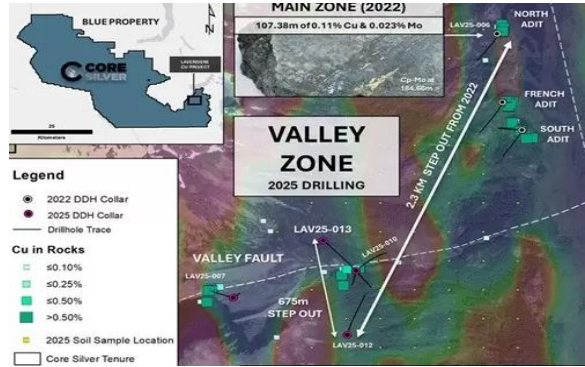 BLUE PROPERTY
N
CORE
SILVER
LAVERDIERE
CU PROJECT
25
Kilometers
MAIN ZONE (2022)
107.38m of 0.11% Cu & 0.023% Mo
Cp-Mo at
184.66m
LAV25-006
NORTH
ADIT
FRENCH
ADIT
SOUTH
ADIT
2.3 KM STEP OUT FROM 2022
VALLEY
ZONE
2025 DRILLING
Legend
2022 DDH Collar
2025 DDH Collar
Drillhole Trace
Cu in Rocks
≤0.10%
≤0.25%
≤0.50%
>0.50%
2025 Soil Sample Location
Core Silver Tenure
LAV25-013
LAV25-010
VALLEY FAULT
LAV25-007
675m
STEP OUT
LAV25-012